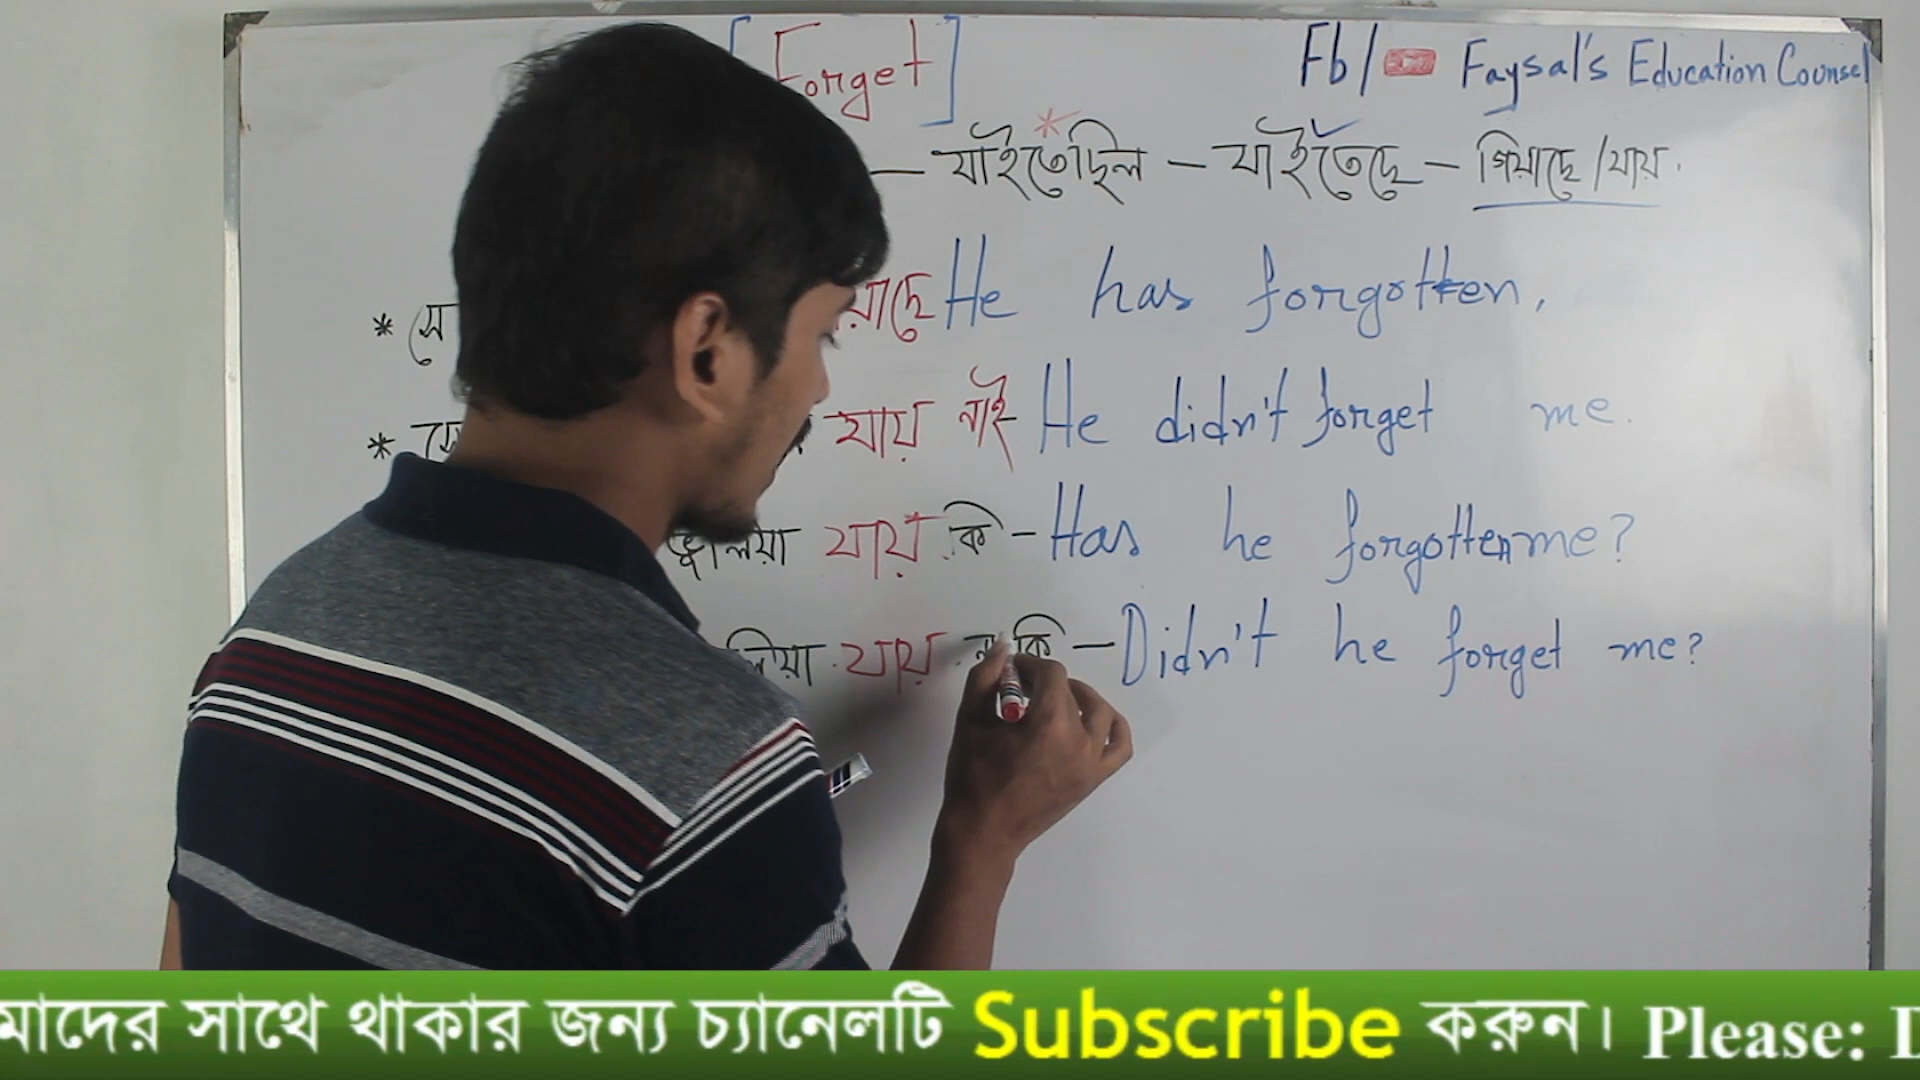 [Forget] Fb/ Faysal's Education Counsel
— যাইতেছিল — যাইতেছে — গিয়াছে/যায়.
* সে য়াছে He has forgotten,
* সে যায় নাই He didn't forget me.
ভুলিয়া যায় কি — Has he forgotten me?
লিয়া যায় না কি — Didn't he forget me?
মাদের সাথে থাকার জন্য চ্যানেলটি Subscribe করুন। Please: D